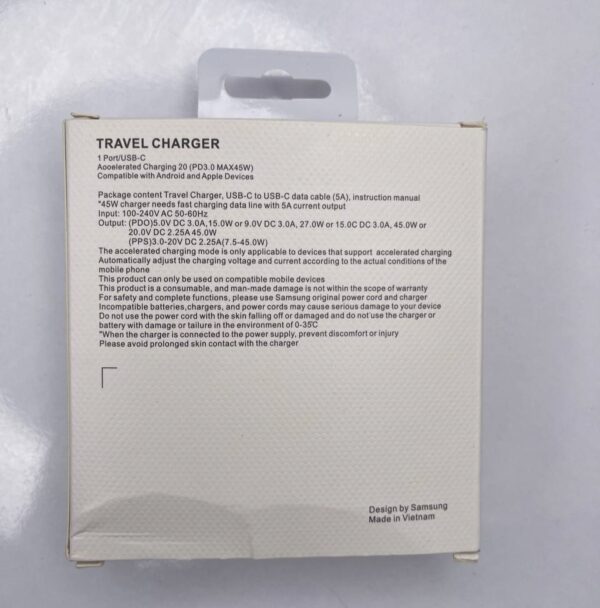 TRAVEL CHARGER
1 Port/USB-C
Aooelerated Charging 20 (PD3.0 MAX45W)
Compatible with Android and Apple Devices
Package content Travel Charger, USB-C to USB-C data cable (5A), instruction manual
*45W charger needs fast charging data line with 5A current output
Input: 100-240V AC 50-60Hz
Output: (PDO)5.0V DC 3.0A,15.0W or 9.0V DC 3.0A, 27.0W or 15.0C DC 3.0A, 45.0W or
20.0V DC 2.25A 45.0W
(PPS)3.0-20V DC 2.25A(7.5-45.0W)
The accelerated charging mode is only applicable to devices that support accelerated charging
Automatically adjust the charging voltage and current according to the actual conditions of the
mobile phone
This product can only be used on compatible mobile devices
This product is a consumable, and man-made damage is not within the scope of warranty
For safety and complete functions, please use Samsung original power cord and charger
Incompatible batteries,chargers, and power cords may cause serious damage to your device
Do not use the power cord with the skin falling off or damaged and do not use the charger or
battery with damage or tailure in the environment of 0-35℃
"When the charger is connected to the power supply, prevent discomfort or injury
Please avoid prolonged skin contact with the charger
Design by Samsung
Made in Vietnam